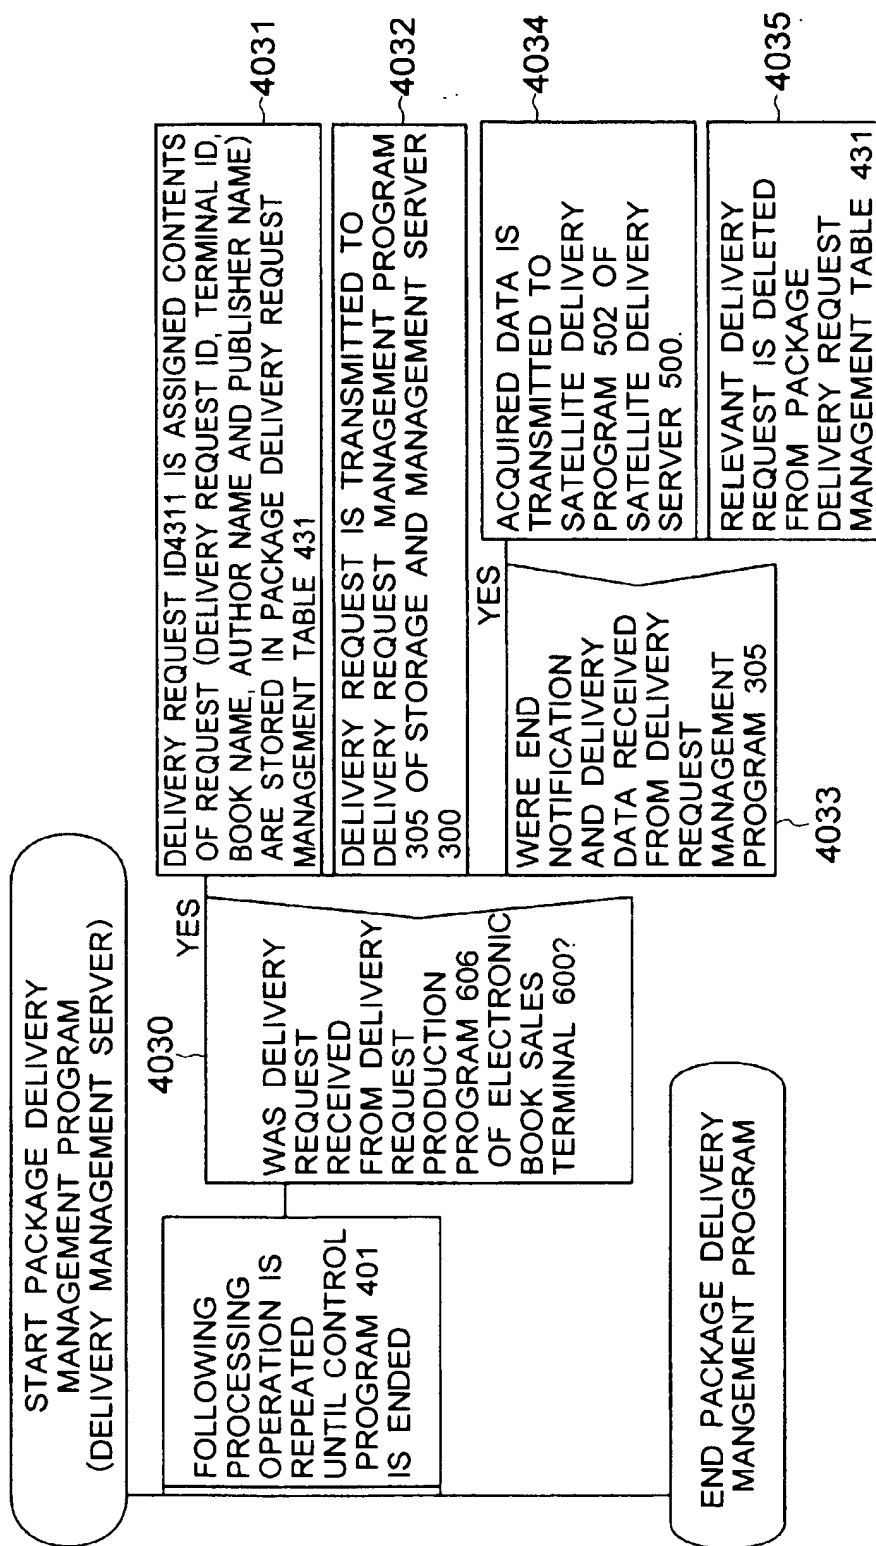 START PACKAGE DELIVERY
MANAGEMENT PROGRAM
(DELIVERY MANAGEMENT SERVER)
FOLLOWING
PROCESSING
OPERATION IS
REPEATED
UNTIL CONTROL
PROGRAM 401
IS ENDED
4030
YES
WAS DELIVERY
REQUEST
RECEIVED
FROM DELIVERY
REQUEST
PRODUCTION
PROGRAM 606
OF ELECTRONIC
BOOK SALES
TERMINAL 600?
DELIVERY REQUEST ID4311 IS ASSIGNED CONTENTS
OF REQUEST (DELIVERY REQUEST ID, TERMINAL ID,
BOOK NAME, AUTHOR NAME AND PUBLISHER NAME)
ARE STORED IN PACKAGE DELIVERY REQUEST
MANAGEMENT TABLE 431
4031
DELIVERY REQUEST IS TRANSMITTED TO
DELIVERY REQUEST MANAGEMENT PROGRAM
305 OF STORAGE AND MANAGEMENT SERVER
300
4032
YES
WERE END
NOTIFICATION
AND DELIVERY
DATA RECEIVED
FROM DELIVERY
REQUEST
MANAGEMENT
PROGRAM 305
4033
ACQUIRED DATA IS
TRANSMITTED TO
SATELLITE DELIVERY
PROGRAM 502 OF
SATELLITE DELIVERY
SERVER 500.
4034
RELEVANT DELIVERY
REQUEST IS DELETED
FROM PACKAGE
DELIVERY REQUEST
MANAGEMENT TABLE 431
4035
END PACKAGE DELIVERY
MANGEMENT PROGRAM